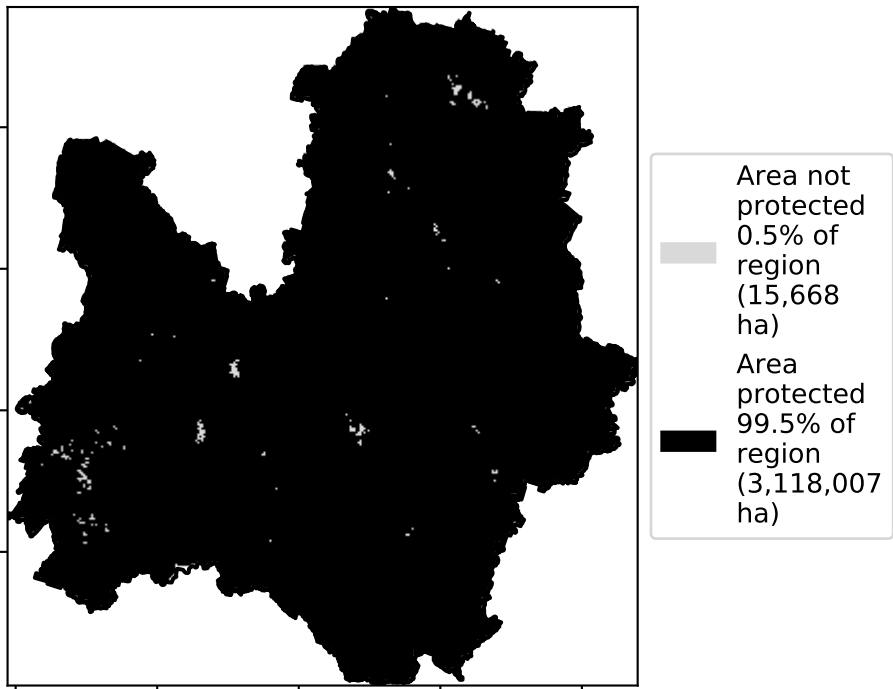 Area not
protected
0.5% of
region
(15,668
ha)
Area
protected
99.5% of
region
(3,118,007
ha)